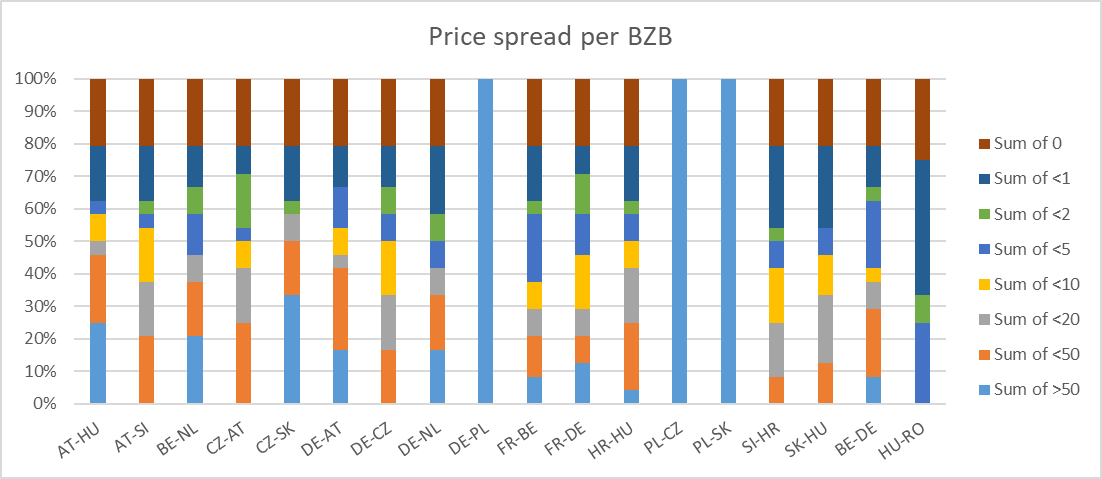 Price spread per BZB
100%
90%
80%
70%
60%
50%
40%
30%
20%
10%
0%
AT-HU
AT-SI
BE-NL
CZ-AT
CZ-SK
DE-AT
DE-CZ
DE-NL
DE-PL
FR-BE
FR-DE
HR-HU
PL-CZ
PL-SK
SI-HR
SK-HU
BE-DE
HU-RO
Sum of 0
Sum of <1
Sum of <2
Sum of <5
Sum of <10
Sum of <20
Sum of <50
Sum of >50